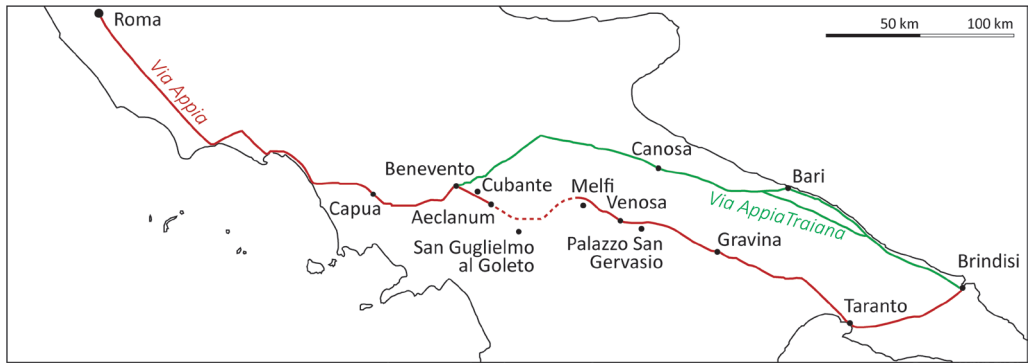 Roma
50 km
100 km
Via Appia
Canosa
Benevento
Bari
Cubante
Melfi
Capua
Aeclanum
Venosa
Via AppiaTraiana
San Guglielmo
al Goleto
Palazzo San
Gervasio
Gravina
Brindisi
Taranto